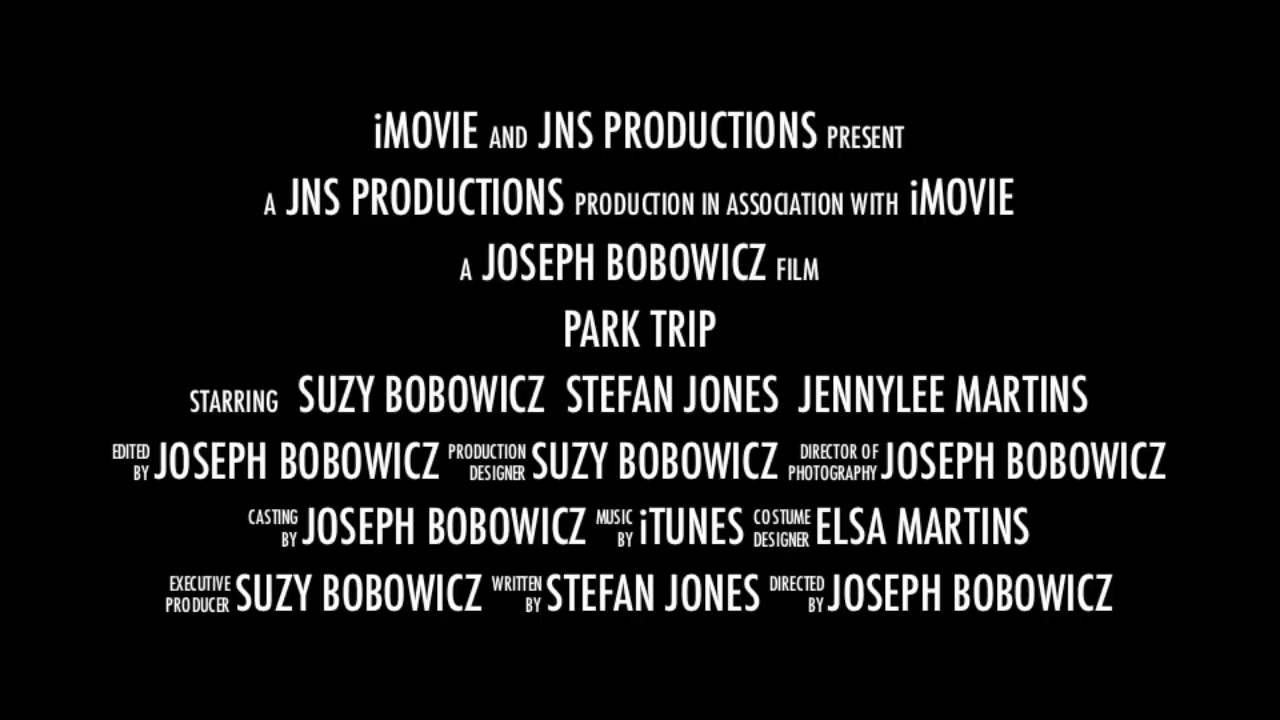 iMOVIE AND JNS PRODUCTIONS PRESENT
A JNS PRODUCTIONS PRODUCTION IN ASSOCIATION WITH iMOVIE
A JOSEPH BOBOWICZ FILM
PARK TRIP
STARRING SUZY BOBOWICZ STEFAN JONES JENNYLEE MARTINS
EDITED BY JOSEPH BOBOWICZ PRODUCTION DESIGNER SUZY BOBOWICZ DIRECTOR OF PHOTOGRAPHY JOSEPH BOBOWICZ
CASTING BY JOSEPH BOBOWICZ MUSIC BY iTUNES COSTUME DESIGNER ELSA MARTINS
EXECUTIVE PRODUCER SUZY BOBOWICZ WRITTEN BY STEFAN JONES DIRECTED BY JOSEPH BOBOWICZ